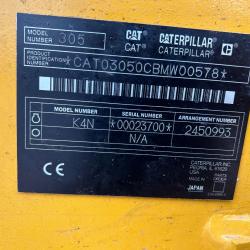 MODEL NUMBER 305 CAT CATERPILLAR
CAT® CATERPILLAR®
PRODUCT IDENTIFICATION NUMBER *CAT03050CBMW00578*
MODEL NUMBER SERIAL NUMBER ARRANGEMENT NUMBER
K4N *00023700* 2450993
N/A
CATERPILLAR INC.
PEORIA, IL 61629
USA
MADE IN
JAPAN